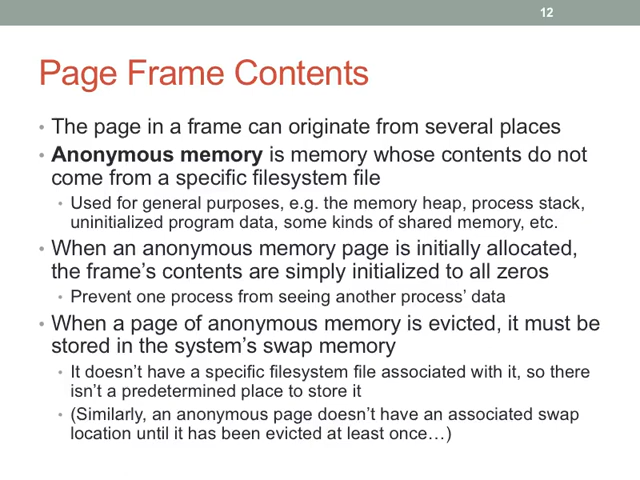 12
Page Frame Contents
• The page in a frame can originate from several places
• Anonymous memory is memory whose contents do not
come from a specific filesystem file
• Used for general purposes, e.g. the memory heap, process stack,
uninitialized program data, some kinds of shared memory, etc.
• When an anonymous memory page is initially allocated,
the frame's contents are simply initialized to all zeros
• Prevent one process from seeing another process' data
• When a page of anonymous memory is evicted, it must be
stored in the system's swap memory
• It doesn't have a specific filesystem file associated with it, so there
isn't a predetermined place to store it
• (Similarly, an anonymous page doesn't have an associated swap
location until it has been evicted at least once…)